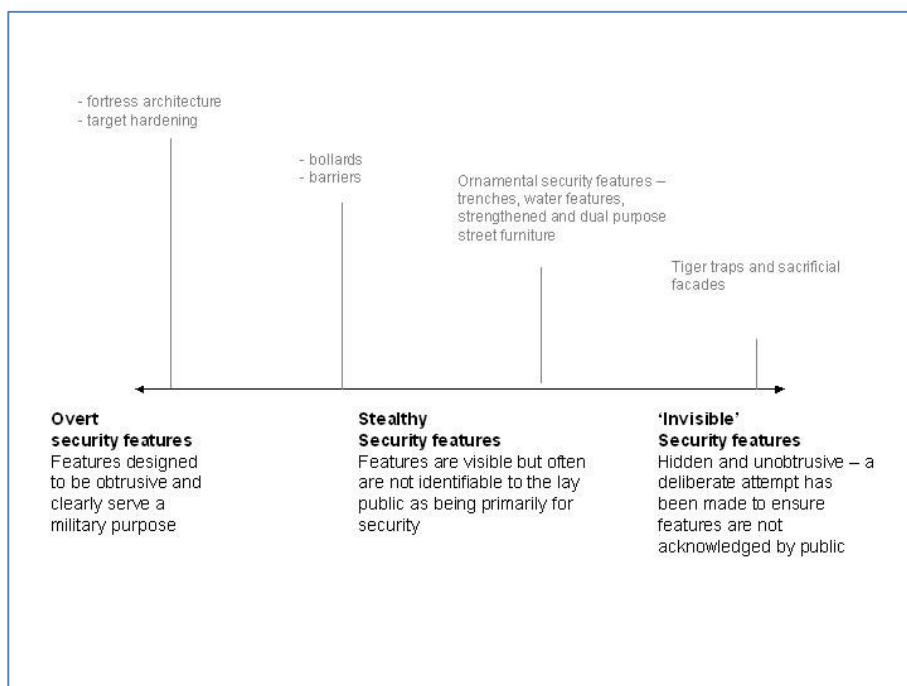 - fortress architecture
- target hardening
- bollards
- barriers
Ornamental security features –
trenches, water features,
strengthened and dual purpose
street furniture
Tiger traps and sacrificial
facades
Overt
security features
Features designed
to be obtrusive and
clearly serve a
military purpose
Stealthy
Security features
Features are visible but often
are not identifiable to the lay
public as being primarily for
security
‘Invisible’
Security features
Hidden and unobtrusive – a
deliberate attempt has
been made to ensure
features are not
acknowledged by public